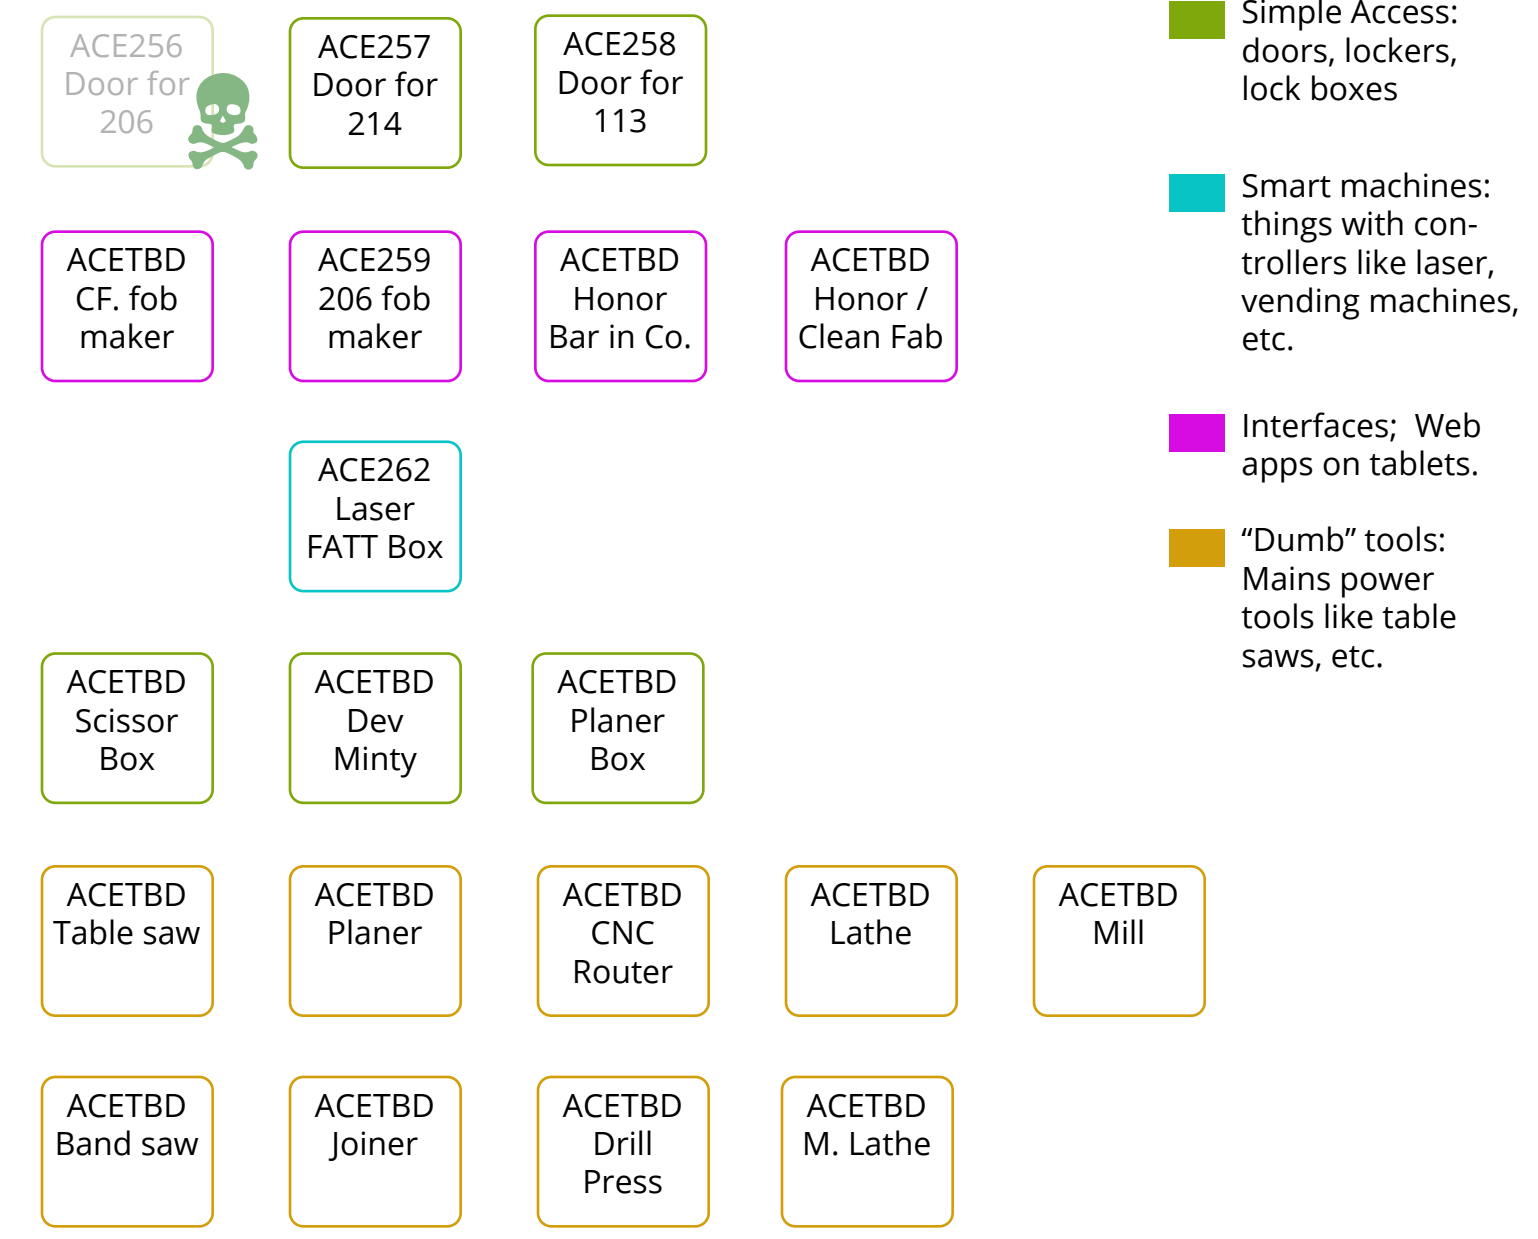 ACE256
Door for
206
ACE257
Door for
214
ACE258
Door for
113
Simple Access:
doors, lockers,
lock boxes
Smart machines:
things with con-
trollers like laser,
vending machines,
etc.
Interfaces;  Web
apps on tablets.
“Dumb” tools:
Mains power
tools like table
saws, etc.
ACETBD
CF. fob
maker
ACE259
206 fob
maker
ACETBD
Honor
Bar in Co.
ACETBD
Honor /
Clean Fab
ACE262
Laser
FATT Box
ACETBD
Scissor
Box
ACETBD
Dev
Minty
ACETBD
Planer
Box
ACETBD
Table saw
ACETBD
Planer
ACETBD
CNC
Router
ACETBD
Lathe
ACETBD
Mill
ACETBD
Band saw
ACETBD
Joiner
ACETBD
Drill
Press
ACETBD
M. Lathe